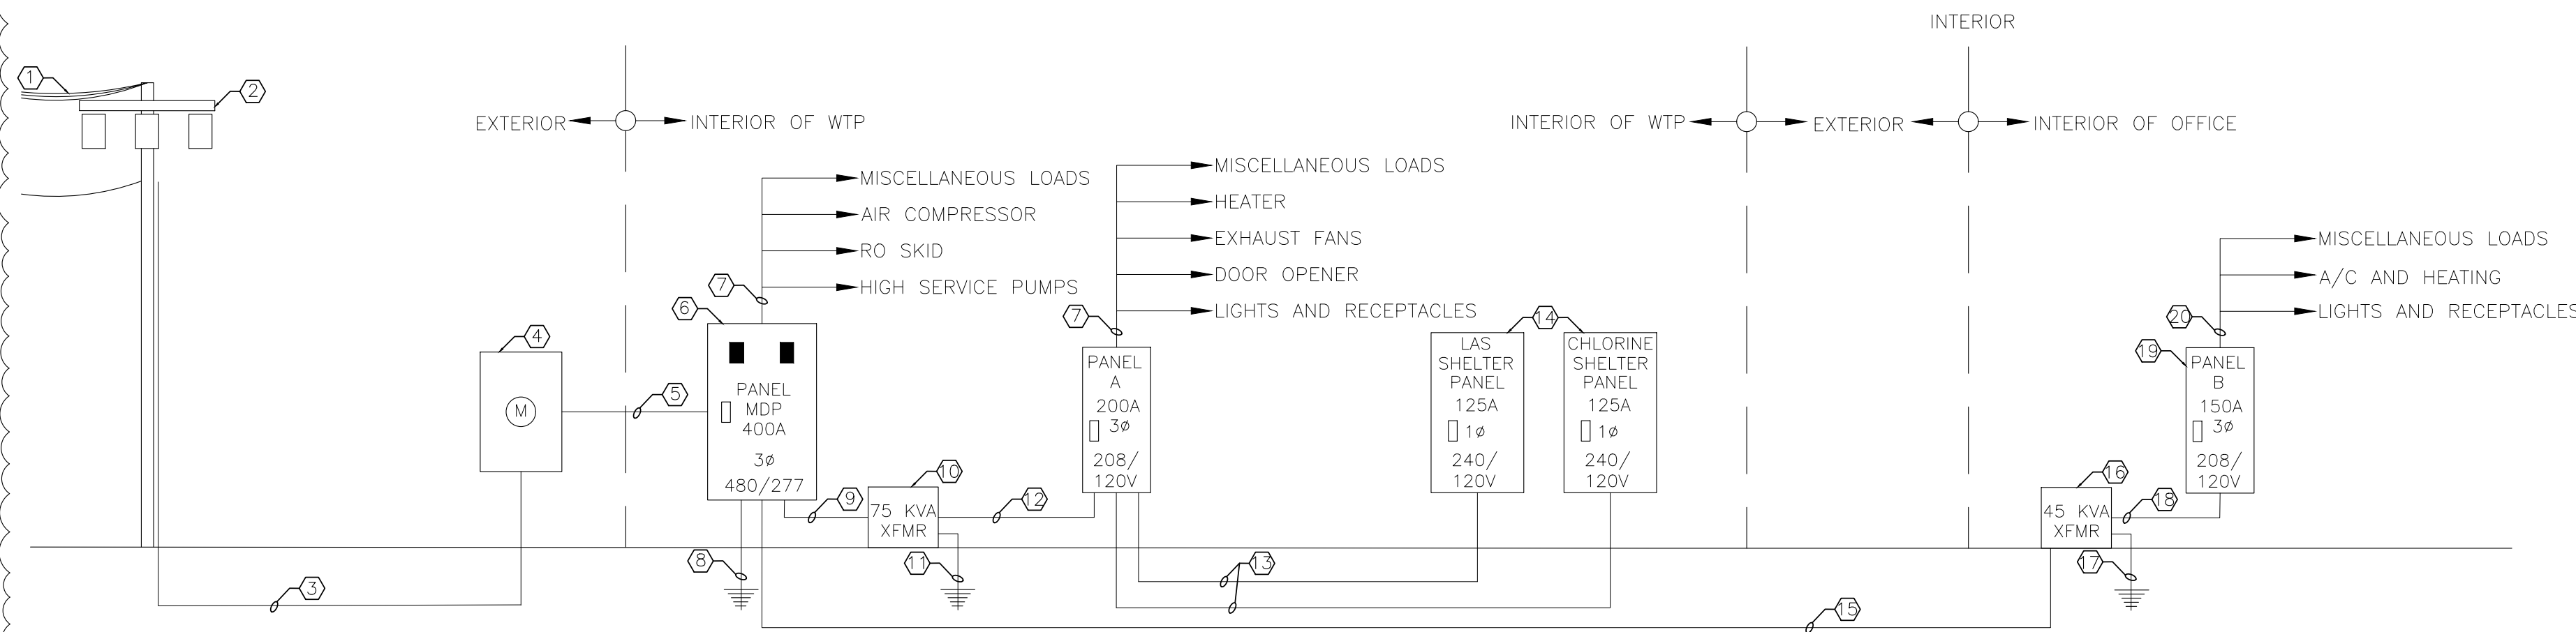 INTERIOR
1
2
EXTERIOR
INTERIOR OF WTP
INTERIOR OF WTP
EXTERIOR
INTERIOR OF OFFICE
MISCELLANEOUS LOADS
AIR COMPRESSOR
RO SKID
HIGH SERVICE PUMPS
7
6
MISCELLANEOUS LOADS
HEATER
EXHAUST FANS
DOOR OPENER
LIGHTS AND RECEPTACLES
7
14
MISCELLANEOUS LOADS
A/C AND HEATING
LIGHTS AND RECEPTACLES
20
19
4
M
5
PANEL
MDP
400A
3ø
480/277
PANEL
A
200A
3ø
208/
120V
LAS
SHELTER
PANEL
125A
1ø
240/
120V
CHLORINE
SHELTER
PANEL
125A
1ø
240/
120V
PANEL
B
150A
3ø
208/
120V
9
10
75 KVA
XFMR
12
16
45 KVA
XFMR
18
3
8
11
13
17
15